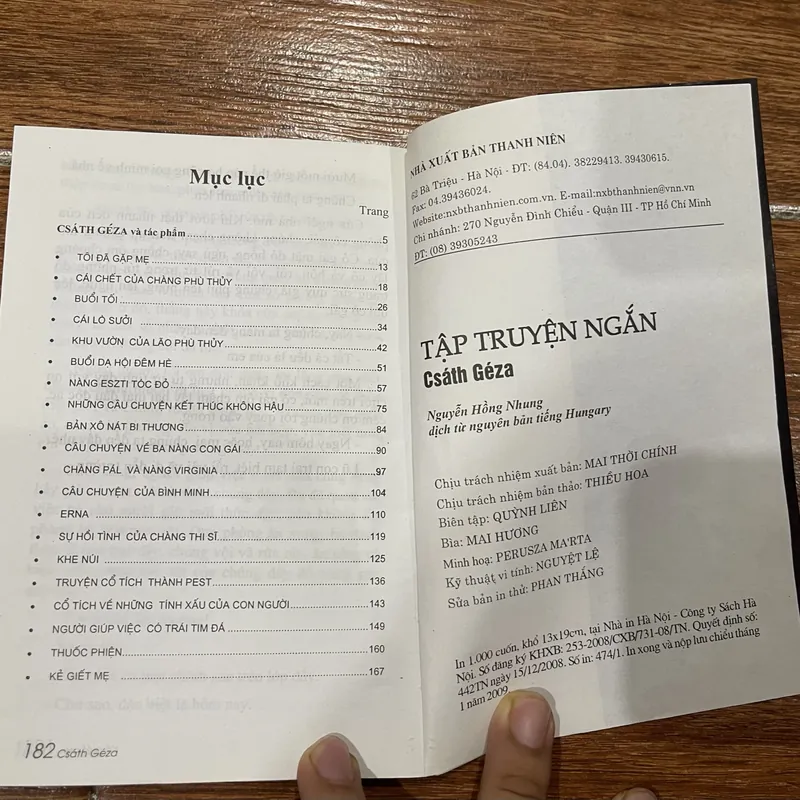 Mục lục
Trang
CSÁTH GÉZA và tác phẩm ........ 5
• TÔI ĐÃ GẶP MẸ ........ 13
• CÁI CHẾT CỦA CHÀNG PHÙ THỦY ........ 18
• BUỔI TỐI ........ 26
• CÁI LÒ SƯỞI ........ 34
• KHU VƯỜN CỦA LÃO PHÙ THỦY ........ 42
• BUỔI DẠ HỘI ĐÊM HÈ ........ 51
• NÀNG ESZTI TÓC ĐỎ ........ 57
• NHỮNG CÂU CHUYỆN KẾT THÚC KHÔNG HẬU ........ 75
• BẢN XÔ NÁT BI THƯƠNG ........ 84
• CÂU CHUYỆN VỀ BA NÀNG CON GÁI ........ 90
• CHÀNG PÁL VÀ NÀNG VIRGINIA ........ 97
• CÂU CHUYỆN CỦA BÌNH MINH ........ 104
• ERNA ........ 110
• SỰ HỒI TÌNH CỦA CHÀNG THI SĨ ........ 119
• KHE NÚI ........ 125
• TRUYỆN CỔ TÍCH THÀNH PEST ........ 136
• CỔ TÍCH VỀ NHỮNG TÍNH XẤU CỦA CON NGƯỜI ........ 143
• NGƯỜI GIÚP VIỆC CÓ TRÁI TIM ĐÁ ........ 149
• THUỐC PHIỆN ........ 160
• KẺ GIẾT MẸ ........ 167
182 Csáth Géza
NHÀ XUẤT BẢN THANH NIÊN
62 Bà Triệu - Hà Nội - ĐT: (84.04). 38229413. 39430615.
Fax: 04.39436024.
Website:nxbthanhnien.com.vn. E-mail:nxbthanhnien@vnn.vn
Chi nhánh: 270 Nguyễn Đình Chiểu - Quận III - TP Hồ Chí Minh
ĐT: (08) 39305243
TẬP TRUYỆN NGẮN
Csáth Géza
Nguyễn Hồng Nhung
dịch từ nguyên bản tiếng Hungary
Chịu trách nhiệm xuất bản: MAI THỜI CHÍNH
Chịu trách nhiệm bản thảo: THIỀU HOA
Biên tập: QUỲNH LIÊN
Bìa: MAI HƯƠNG
Minh hoạ: PERUSZA MA'RTA
Kỹ thuật vi tính: NGUYỆT LỆ
Sửa bản in thử: PHAN THẮNG
In 1.000 cuốn, khổ 13x19cm, tại Nhà in Hà Nội - Công ty Sách Hà
Nội. Số đăng ký KHXB: 253-2008/CXB/731-08/TN. Quyết định số:
442TN ngày 15/12/2008. Số in: 474/1. In xong và nộp lưu chiểu tháng
1 năm 2009